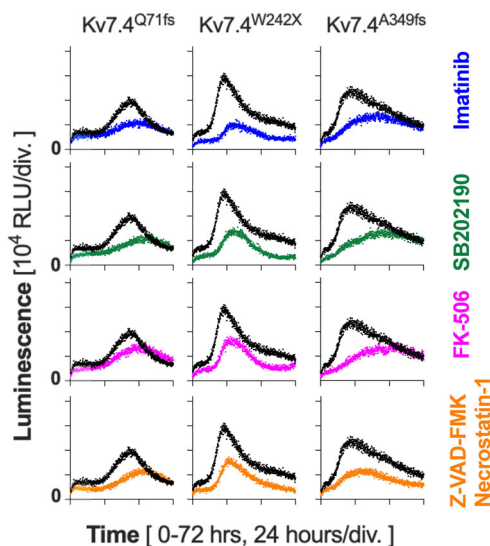 Kv7.4Q71fs Kv7.4W242X Kv7.4A349fs
Luminescence [10⁴ RLU/div.]
0
Imatinib
0
SB202190
0
FK-506
0
Z-VAD-FMK
Necrostatin-1
Time [ 0-72 hrs, 24 hours/div. ]